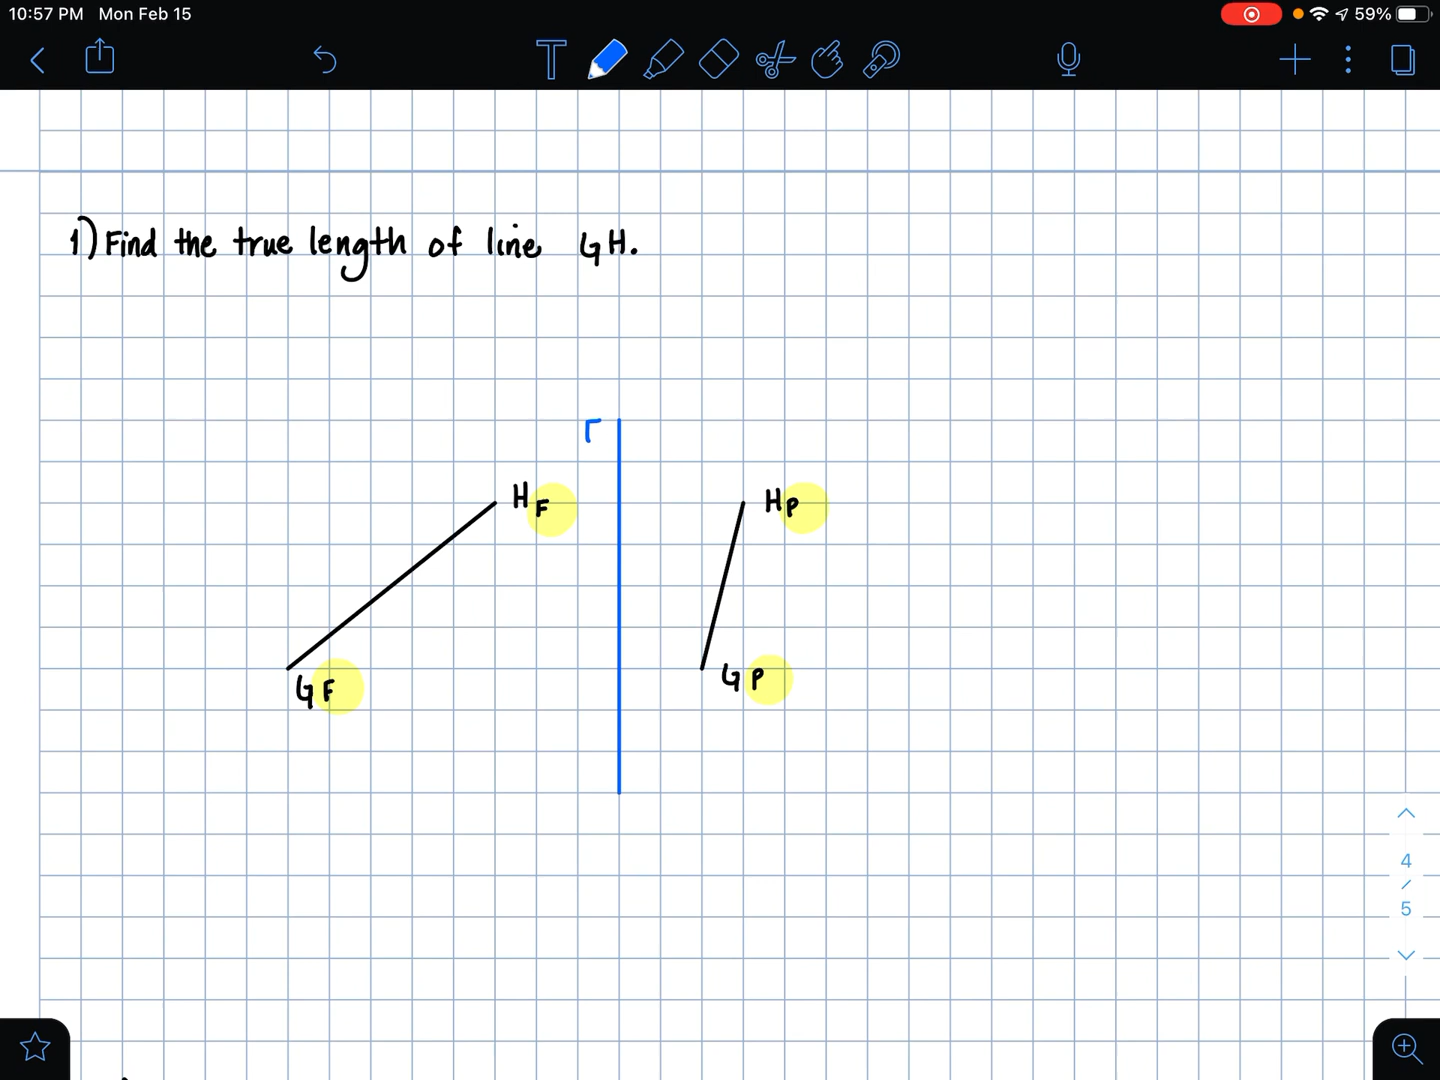 10:57 PM Mon Feb 15
59%
T
1) Find the true length of line GH.
HF
HP
GF
GP
4
/
5